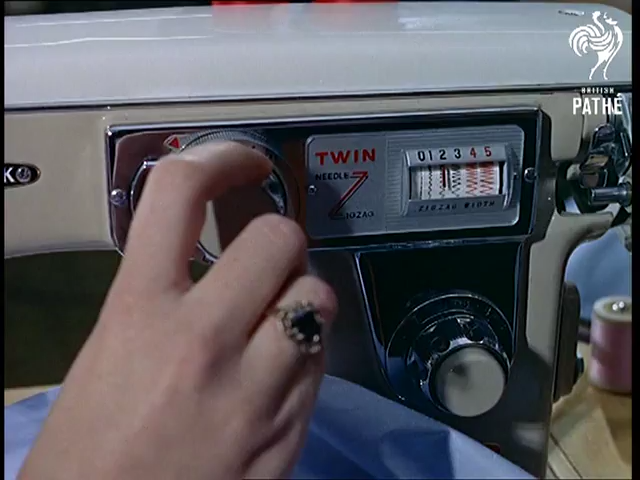 BRITISH
PATHÉ
TWIN
NEEDLE
ZIGZAG
0 1 2 3 4 5
ZIGZAG WIDTH
K